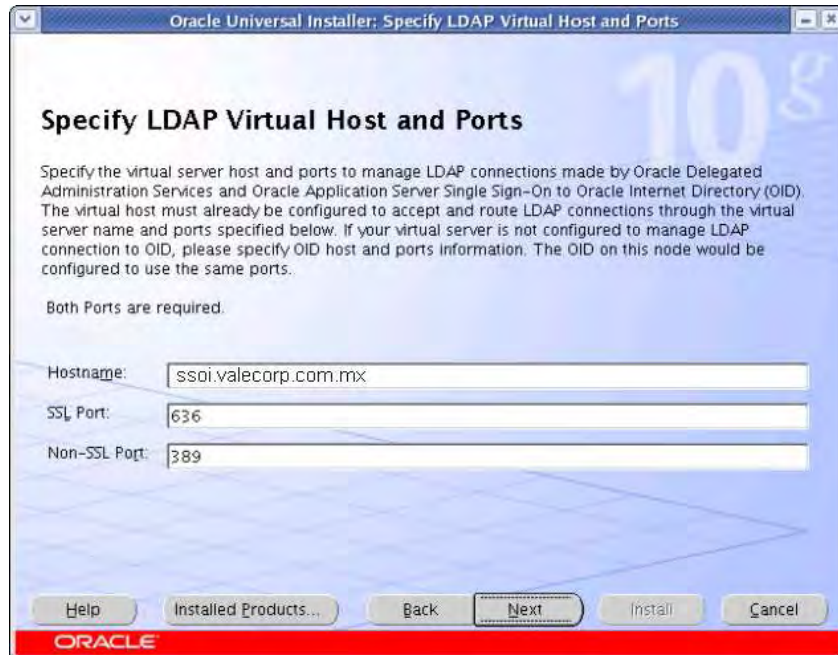 Oracle Universal Installer: Specify LDAP Virtual Host and Ports
10g
Specify LDAP Virtual Host and Ports
Specify the virtual server host and ports to manage LDAP connections made by Oracle Delegated
Administration Services and Oracle Application Server Single Sign-On to Oracle Internet Directory (OID).
The virtual host must already be configured to accept and route LDAP connections through the virtual
server name and ports specified below. If your virtual server is not configured to manage LDAP
connection to OID, please specify OID host and ports information. The OID on this node would be
configured to use the same ports.
Both Ports are required.
Hostname: ssoi.valecorp.com.mx
SSL Port: 636
Non-SSL Port: 389
Help Installed Products... Back Next Install Cancel
ORACLE